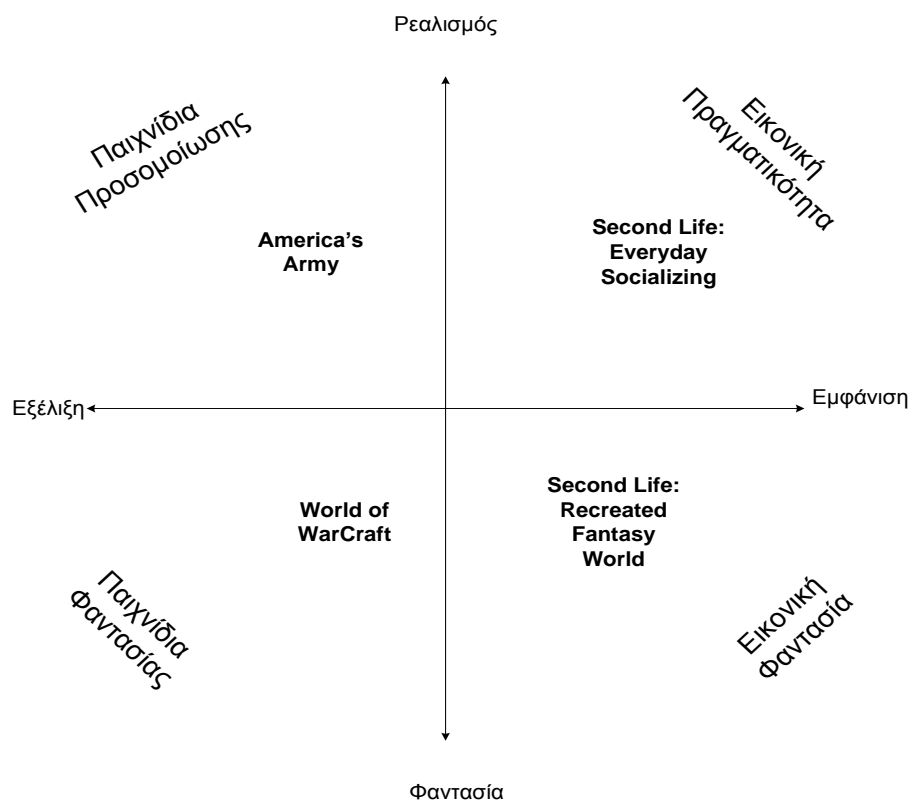 Ρεαλισμός
Παιχνίδια
Προσομοίωσης
Εικονική
Πραγματικότητα
America's
Army
Second Life:
Everyday
Socializing
Εξέλιξη
Εμφάνιση
World of
WarCraft
Second Life:
Recreated
Fantasy
World
Παιχνίδια
Φαντασίας
Εικονική
Φαντασία
Φαντασία